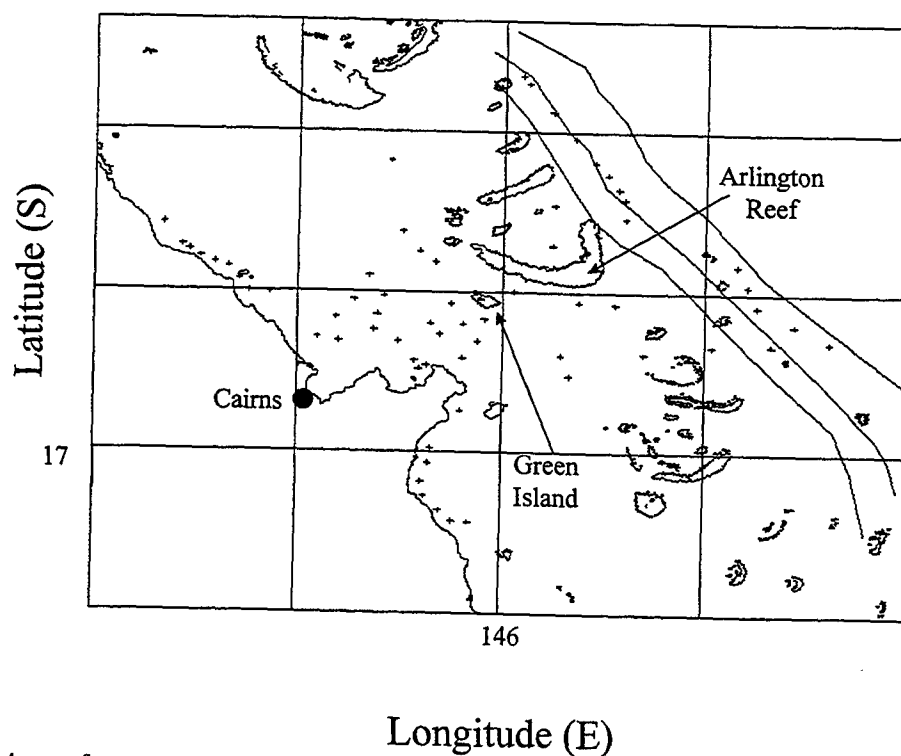 Latitude (S)
Arlington
Reef
Cairns
17
Green
Island
146
Longitude (E)